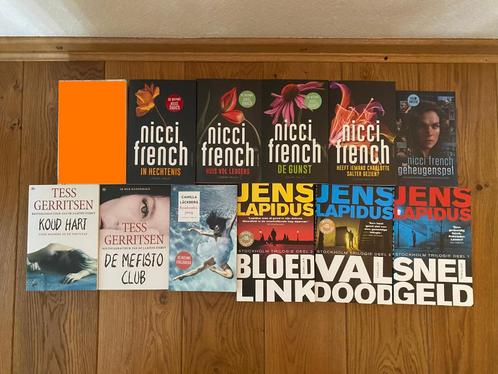 nicci
french
IN HECHTENIS
nicci
french
HUIS VOL LEUGENS
nicci
french
DE GUNST
nicci
french
HEEFT IEMAND CHARLOTTE
SALTER GEZIEN?
nicci french
geheugenspel
TESS
GERRITSEN
KOUD HART
TESS
GERRITSEN
DE MEFISTO
CLUB
CAMILLA
LÄCKBERG
JENS
LAPIDUS
STOCKHOLM TRILOGIE DEEL 2
BLOED
LINK
JENS
LAPIDUS
STOCKHOLM TRILOGIE DEEL 3
VAL
DOOD
JENS
LAPIDUS
STOCKHOLM TRILOGIE DEEL 1
SNEL
GELD